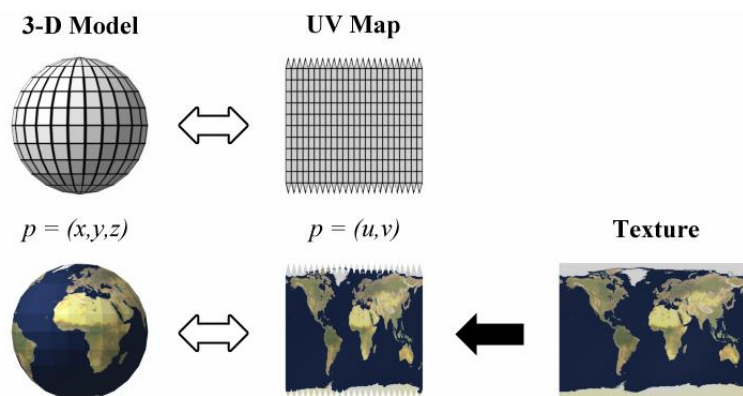 3-D Model
UV Map
p = (x,y,z)
p = (u,v)
Texture